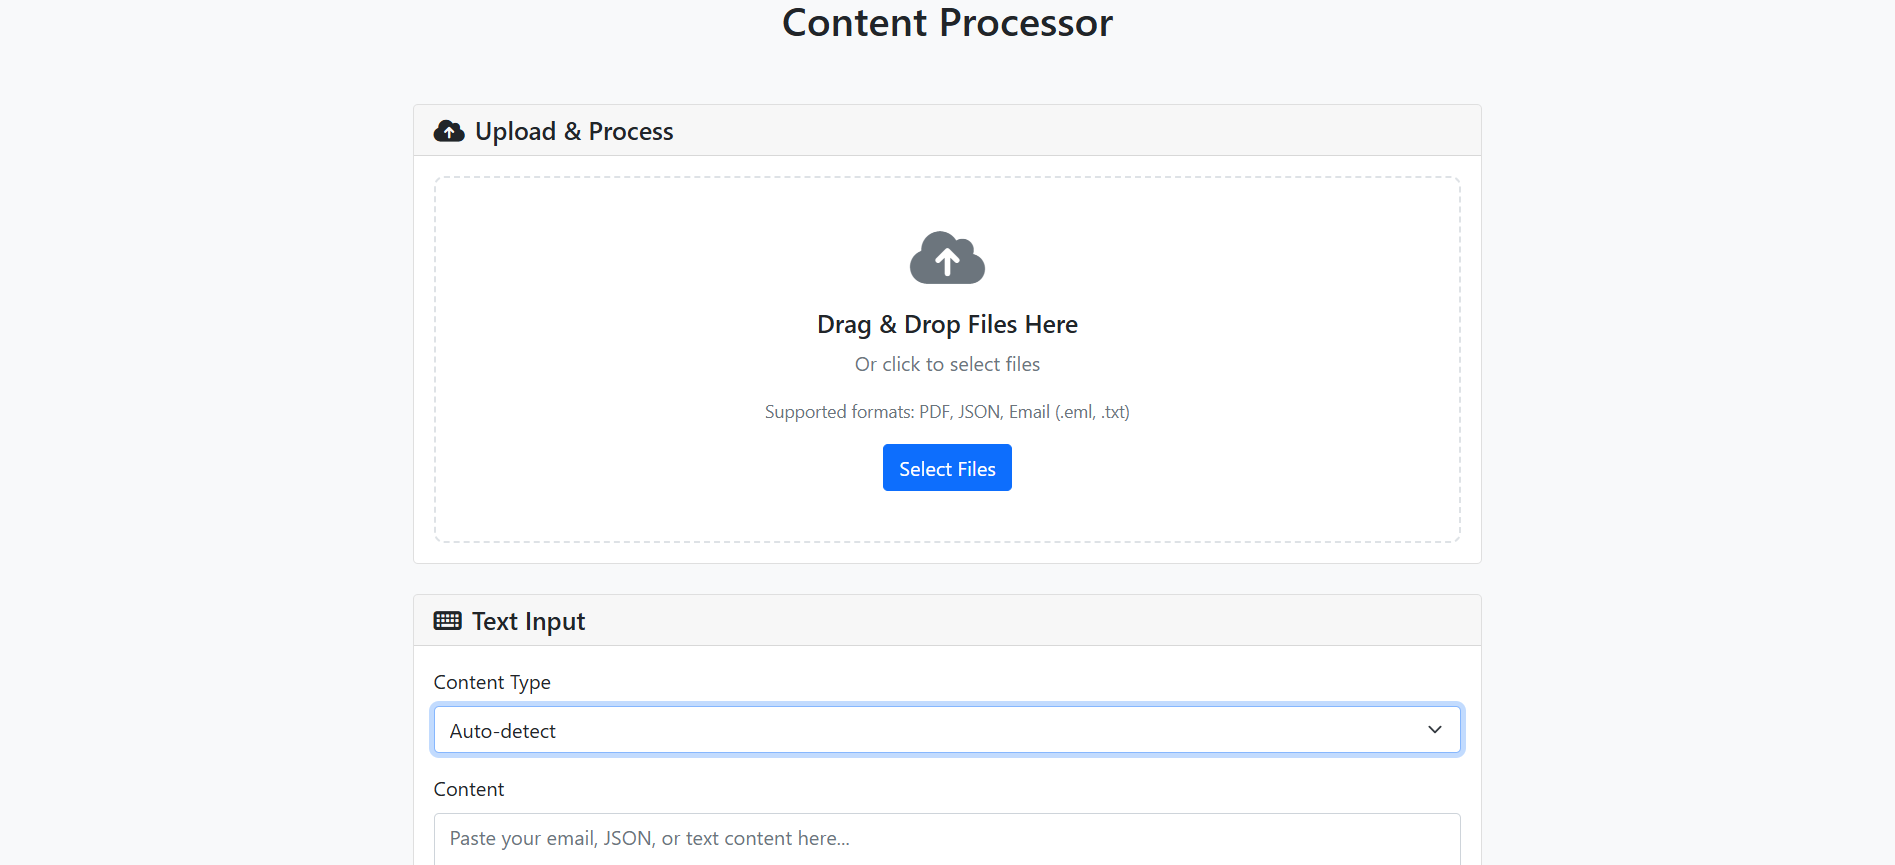 Content Processor
Upload & Process
Drag & Drop Files Here
Or click to select files
Supported formats: PDF, JSON, Email (.eml, .txt)
Select Files
Text Input
Content Type
Auto-detect
Content
Paste your email, JSON, or text content here...